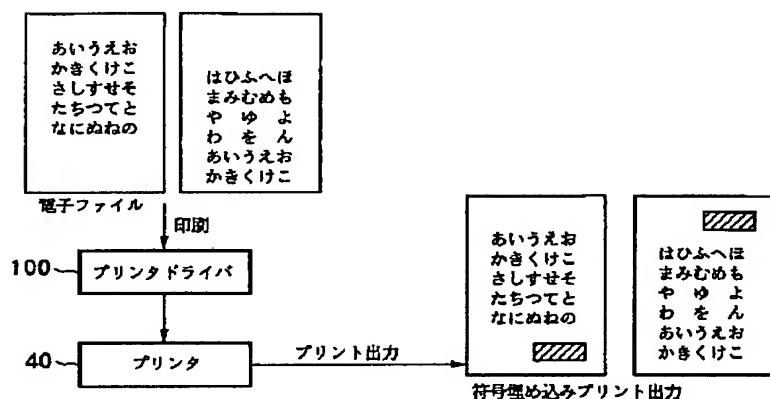 あいうえお
かきくけこ
さしすせそ
たちつてと
なにぬねの
はひふへほ
まみむめも
や ゆ よ
わ を ん
あいうえお
かきくけこ
電子ファイル
印刷
100
プリンタドライバ
40
プリンタ
プリント出力
あいうえお
かきくけこ
さしすせそ
たちつてと
なにぬねの
はひふへほ
まみむめも
や ゆ よ
わ を ん
あいうえお
かきくけこ
符号埋め込みプリント出力